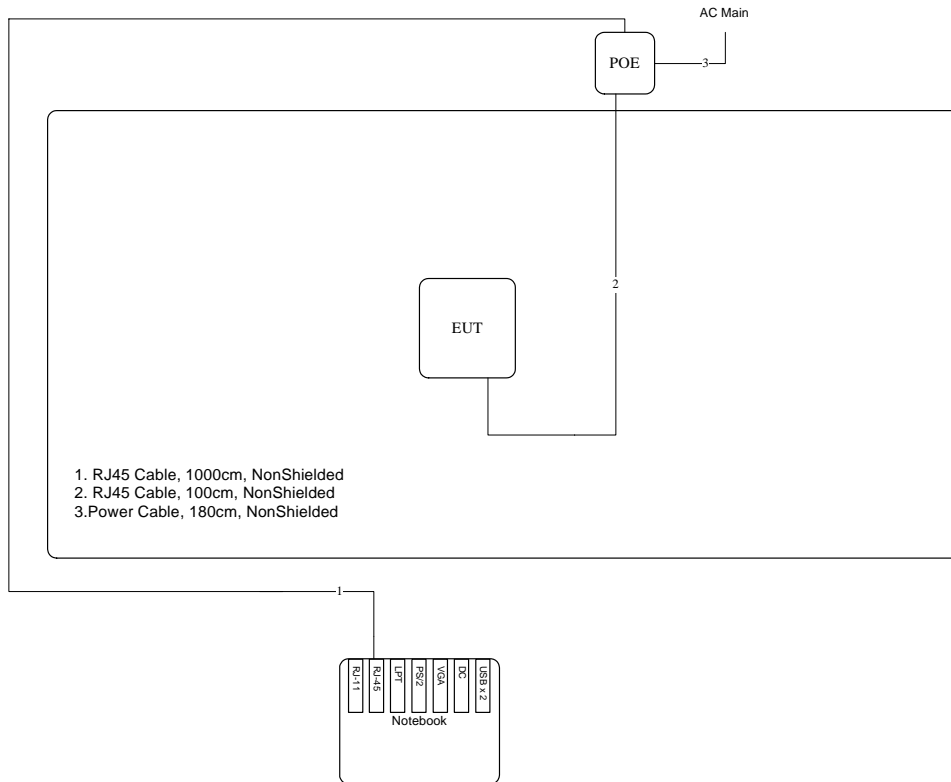 AC Main
POE
3
2
EUT
1. RJ45 Cable, 1000cm, NonShielded
2. RJ45 Cable, 100cm, NonShielded
3.Power Cable, 180cm, NonShielded
1
RJ-11
RJ-45
LPT
PS/2
VGA
DC
USB x 2
Notebook